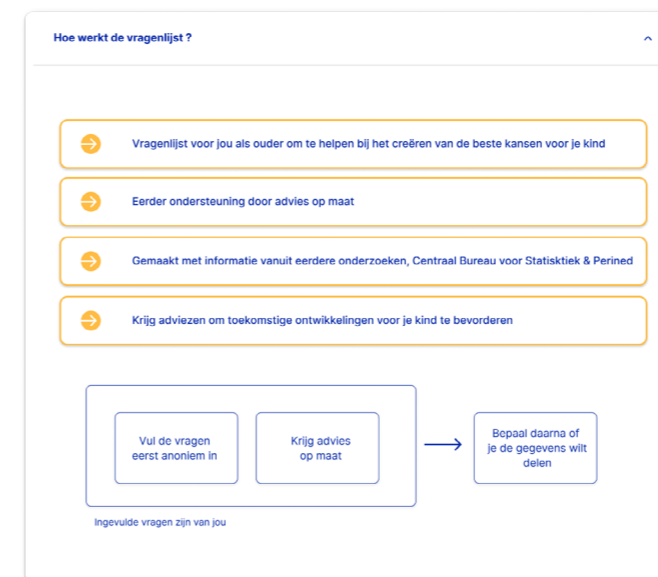 Hoe werkt de vragenlijst ?
Vragenlijst voor jou als ouder om te helpen bij het creëren van de beste kansen voor je kind
Eerder ondersteuning door advies op maat
Gemaakt met informatie vanuit eerdere onderzoeken, Centraal Bureau voor Statisktiek & Perined
Krijg adviezen om toekomstige ontwikkelingen voor je kind te bevorderen
Vul de vragen
eerst anoniem in
Krijg advies
op maat
Bepaal daarna of
je de gegevens wilt
delen
Ingevulde vragen zijn van jou